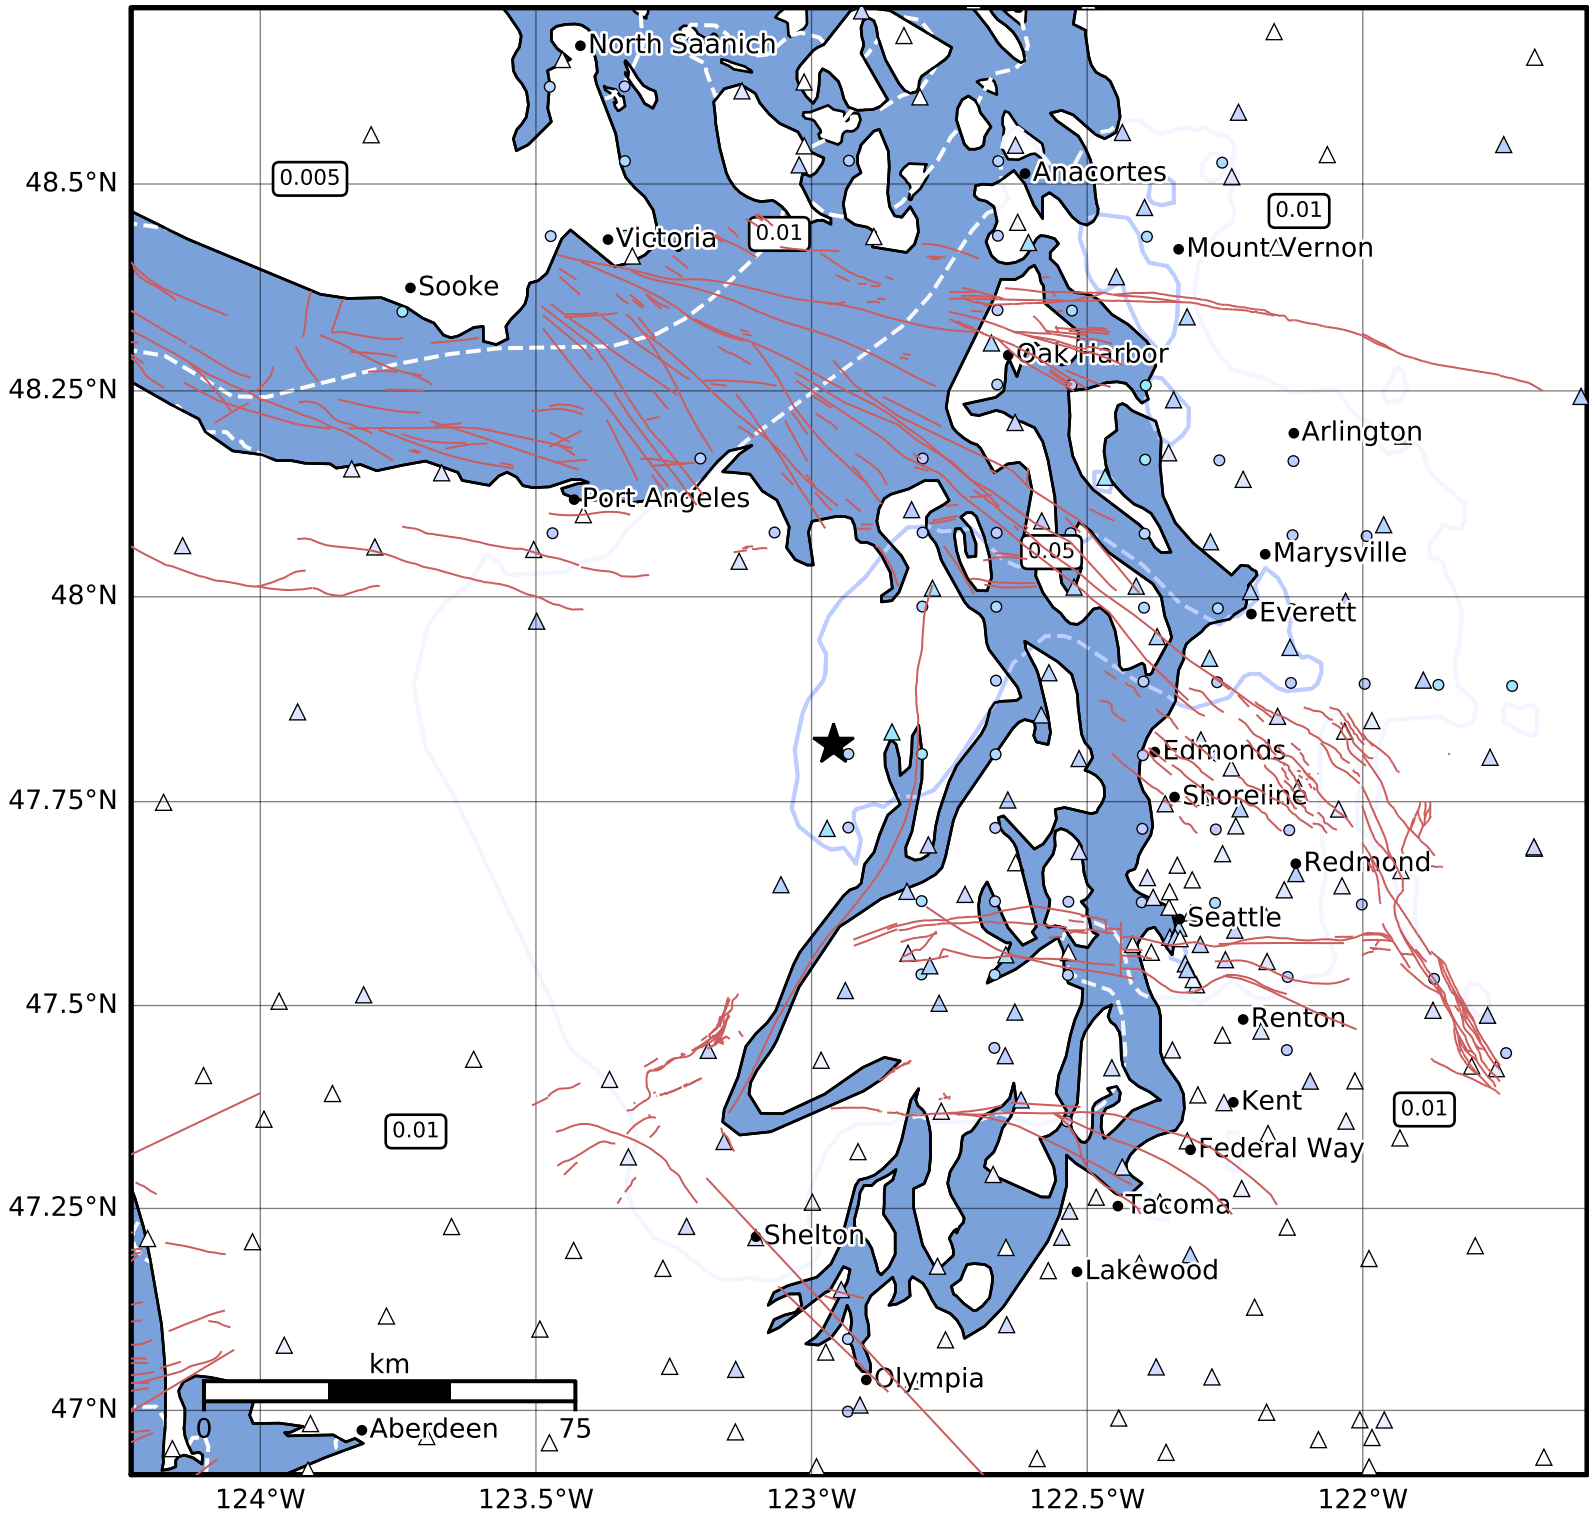 North Saanich
48.5°N
0.005
Anacortes
0.01
Victoria
0.01
Mount Vernon
Sooke
Oak Harbor
48.25°N
Arlington
Port Angeles
0.05
Marysville
48°N
Everett
Edmonds
47.75°N
Shoreline
Redmond
Seattle
47.5°N
Renton
Kent
0.01
0.01
Federal Way
47.25°N
Tacoma
Shelton
Lakewood
km
Olympia
47°N
0
75
Aberdeen
124°W
123.5°W
123°W
122.5°W
122°W